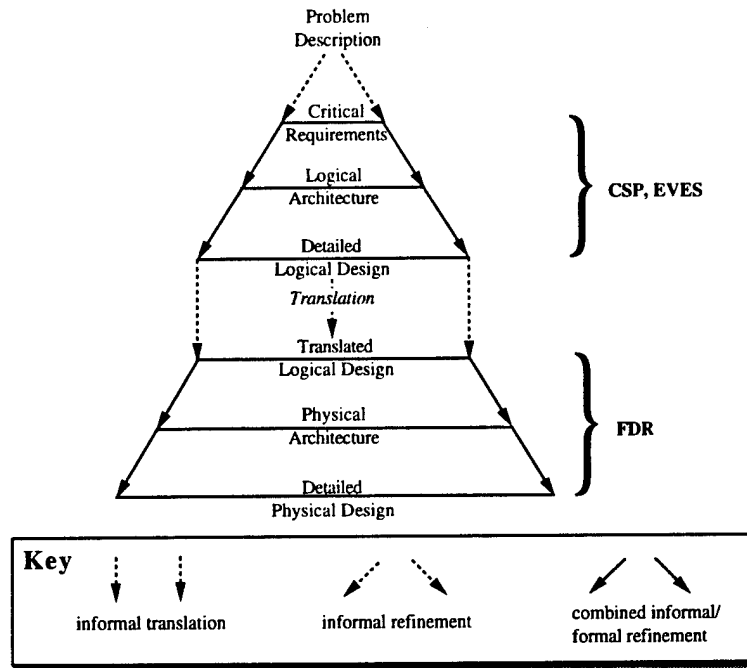 Problem
Description
Critical
Requirements
Logical
Architecture
CSP, EVES
Detailed
Logical Design
Translation
Translated
Logical Design
Physical
Architecture
FDR
Detailed
Physical Design
Key
informal translation
informal refinement
combined informal/
formal refinement